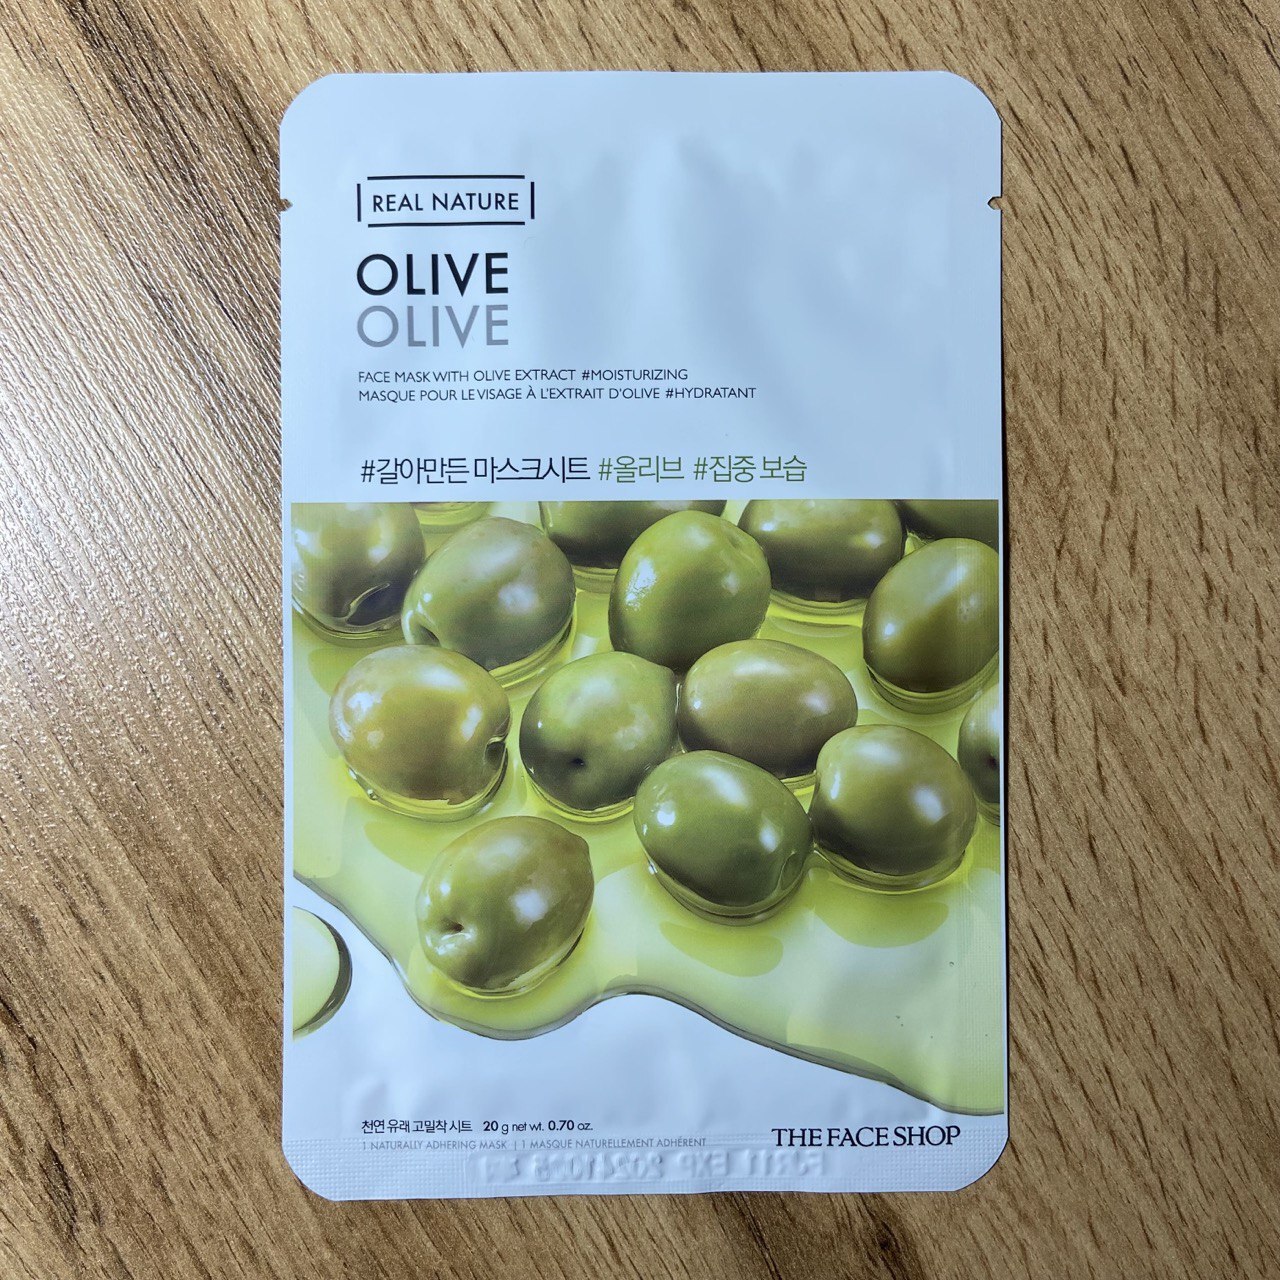 REAL NATURE
OLIVE
OLIVE
FACE MASK WITH OLIVE EXTRACT #MOISTURIZING
MASQUE POUR LE VISAGE À L'EXTRAIT D'OLIVE #HYDRATANT
#갈아만든 마스크시트 #올리브 #집중 보습
천연 유래 고밀착 시트 20 g net wt. 0.70 oz.
1 NATURALLY ADHERING MASK | 1 MASQUE NATURELLEMENT ADHÉRENT
THE FACE SHOP
EXP